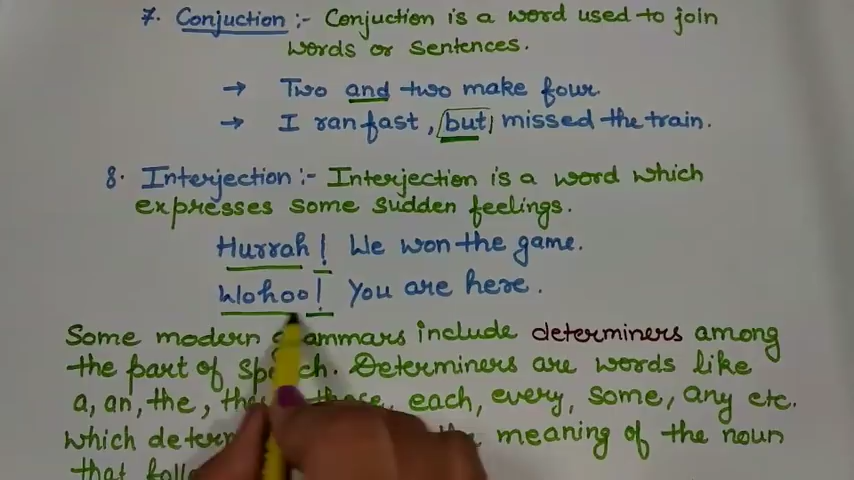 7. Conjuction :- Conjuction is a word used to join
words or sentences.
→ Two and two make four.
→ I ran fast, but, missed the train.
8. Interjection :- Interjection is a word which
expresses some sudden feelings.
Hurrah! We won the game.
Wohoo! You are here.
Some modern grammars include determiners among
the part of speech. Determiners are words like
a, an, the, each, every, some, any etc.
which the meaning of the noun
that